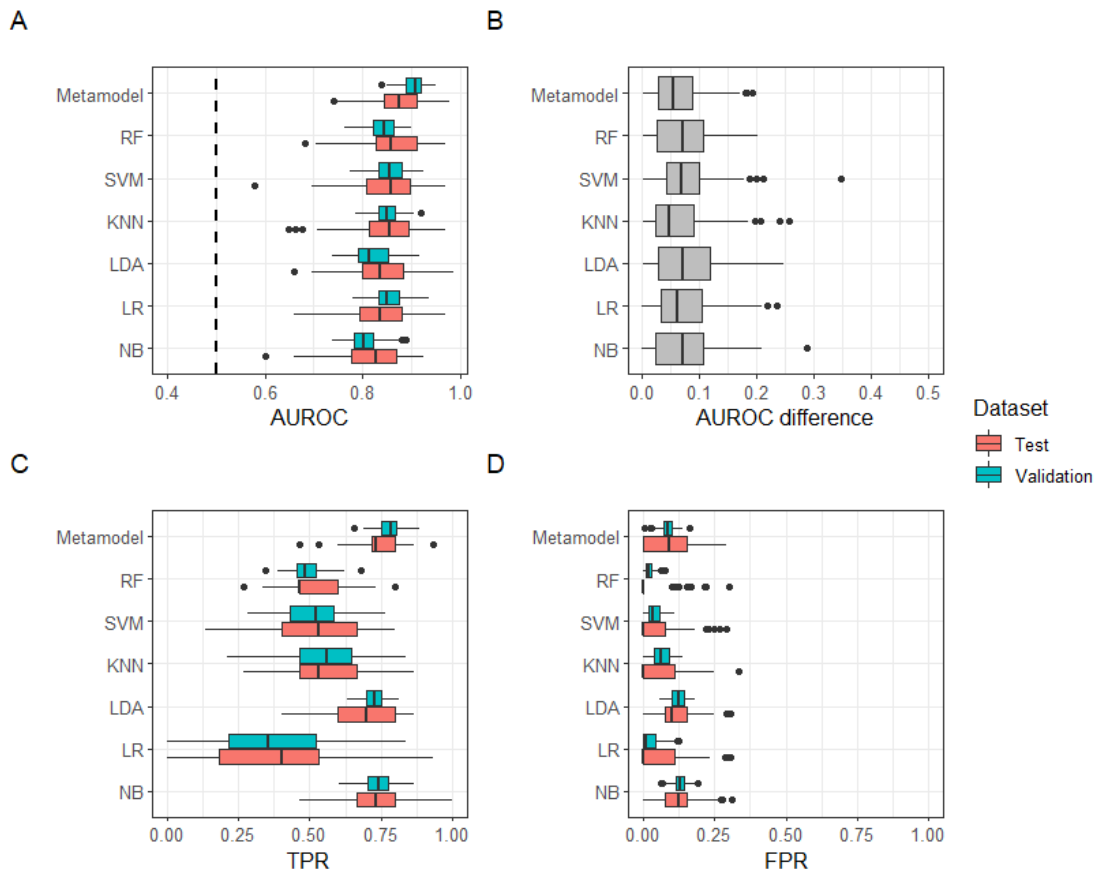 A
B
Metamodel
RF
SVM
KNN
LDA
LR
NB
0.4
0.6
0.8
1.0
AUROC
Metamodel
RF
SVM
KNN
LDA
LR
NB
0.0
0.1
0.2
0.3
0.4
0.5
AUROC difference
Dataset
Test
Validation
C
D
Metamodel
RF
SVM
KNN
LDA
LR
NB
0.00
0.25
0.50
0.75
1.00
TPR
Metamodel
RF
SVM
KNN
LDA
LR
NB
0.00
0.25
0.50
0.75
1.00
FPR